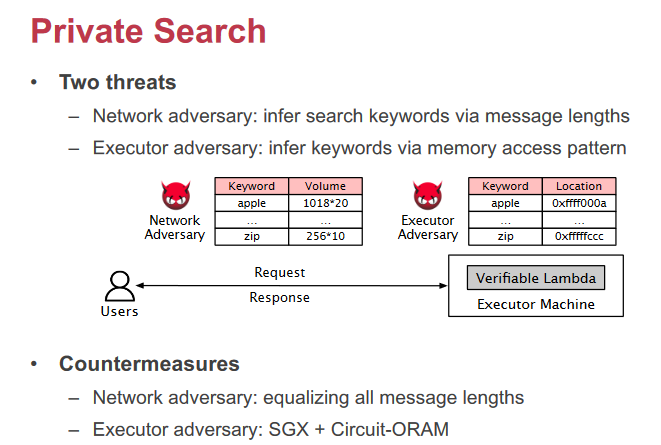 Private Search
• Two threats
– Network adversary: infer search keywords via message lengths
– Executor adversary: infer keywords via memory access pattern
Network Adversary
Keyword Volume
apple 1018*20
... ...
zip 256*10
Executor Adversary
Keyword Location
apple 0xffff000a
... ...
zip 0xfffffccc
Users
Request
Response
Verifiable Lambda
Executor Machine
• Countermeasures
– Network adversary: equalizing all message lengths
– Executor adversary: SGX + Circuit-ORAM